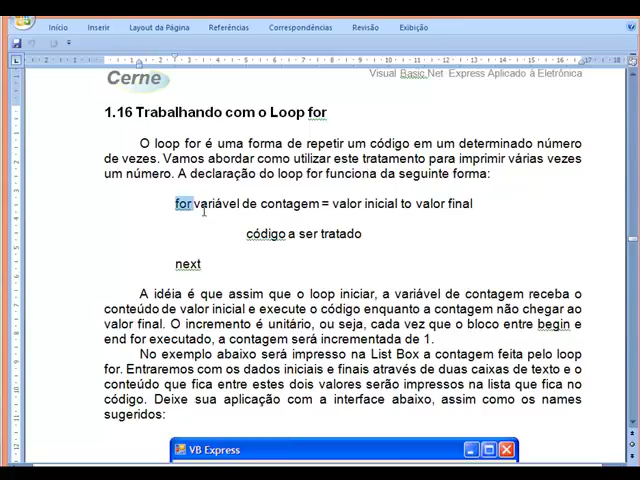 Início Inserir Layout da Página Referências Correspondências Revisão Exibição
Cerne
Visual Basic.Net Express Aplicado à Eletrônica
1.16 Trabalhando com o Loop for
O loop for é uma forma de repetir um código em um determinado número
de vezes. Vamos abordar como utilizar este tratamento para imprimir várias vezes
um número. A declaração do loop for funciona da seguinte forma:
for variável de contagem = valor inicial to valor final
código a ser tratado
next
A idéia é que assim que o loop iniciar, a variável de contagem receba o
conteúdo de valor inicial e execute o código enquanto a contagem não chegar ao
valor final. O incremento é unitário, ou seja, cada vez que o bloco entre begin e
end for executado, a contagem será incrementada de 1.
No exemplo abaixo será impresso na List Box a contagem feita pelo loop
for. Entraremos com os dados iniciais e finais através de duas caixas de texto e o
conteúdo que fica entre estes dois valores serão impressos na lista que fica no
código. Deixe sua aplicação com a interface abaixo, assim como os names
sugeridos:
VB Express